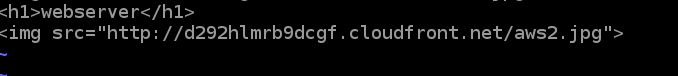 <h1>webserver</h1>
<img src="http://d292hlmrb9dcgf.cloudfront.net/aws2.jpg">
~
~